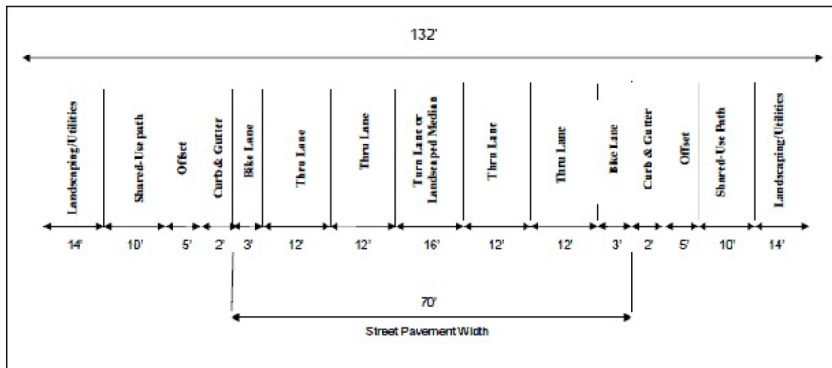 132'
Landscaping/Utilities
Shared-Use path
Offset
Curb & Gutter
Bike Lane
Thru Lane
Thru Lane
Turn Lane or
Landscaped Median
Thru Lane
Thru Lane
Bike Lane
Curb & Gutter
Offset
Shared-Use Path
Landscaping/Utilities
14' 10' 5' 2' 3' 12' 12' 16' 12' 12' 3' 2' 5' 10' 14'
70'
Street Pavement Width